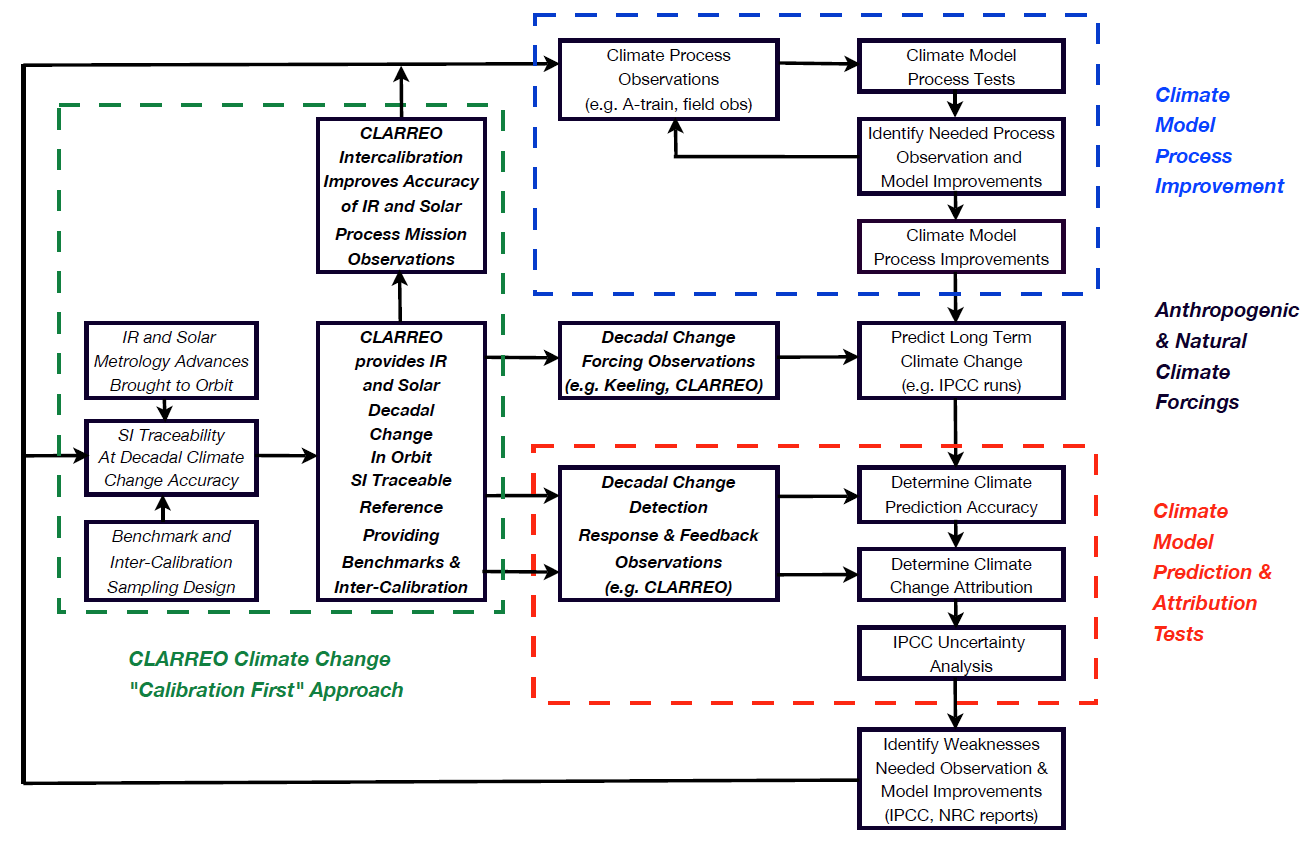 Climate Process
Observations
(e.g. A-train, field obs)
Climate Model
Process Tests
Identify Needed Process
Observation and
Model Improvements
Climate Model
Process Improvements
Climate
Model
Process
Improvement
CLARREO
Intercalibration
Improves Accuracy
of IR and Solar
Process Mission
Observations
IR and Solar
Metrology Advances
Brought to Orbit
SI Traceability
At Decadal Climate
Change Accuracy
Benchmark and
Inter-Calibration
Sampling Design
CLARREO
provides IR
and Solar
Decadal
Change
In Orbit
SI Traceable
Reference
Providing
Benchmarks &
Inter-Calibration
CLARREO Climate Change
"Calibration First" Approach
Decadal Change
Forcing Observations
(e.g. Keeling, CLARREO)
Predict Long Term
Climate Change
(e.g. IPCC runs)
Anthropogenic
& Natural
Climate
Forcings
Decadal Change
Detection
Response & Feedback
Observations
(e.g. CLARREO)
Determine Climate
Prediction Accuracy
Determine Climate
Change Attribution
IPCC Uncertainty
Analysis
Climate
Model
Prediction &
Attribution
Tests
Identify Weaknesses
Needed Observation &
Model Improvements
(IPCC, NRC reports)